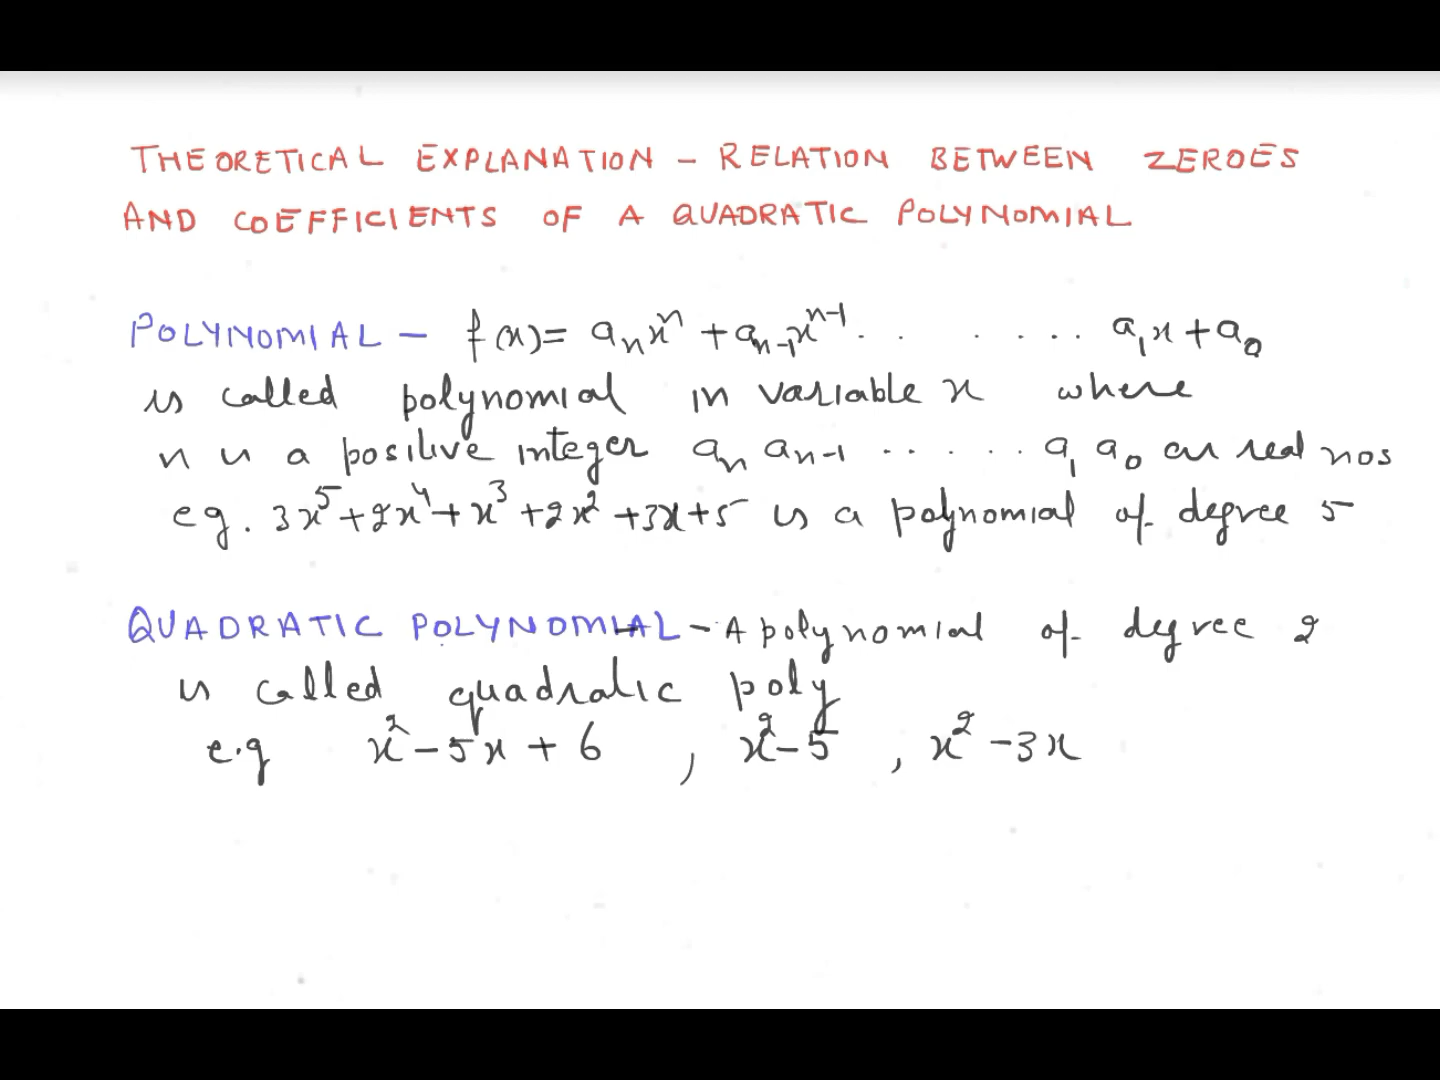 THEORETICAL EXPLANATION - RELATION BETWEEN ZEROES
AND COEFFICIENTS OF A QUADRATIC POLYNOMIAL
POLYNOMIAL - f(x) = aₙxⁿ + aₙ₋₁xⁿ⁻¹ . . . . . . . a₁x + a₀
is called polynomial in variable x where
n is a positive integer aₙ aₙ₋₁ . . . . . . a₁ a₀ are real nos
eg. 3x⁵ + 2x⁴ + x³ + 2x² + 3x + 5 is a polynomial of degree 5
QUADRATIC POLYNOMIAL - A polynomial of degree 2
is called quadratic poly
e.g x² - 5x + 6 , x² - 5 , x² - 3x